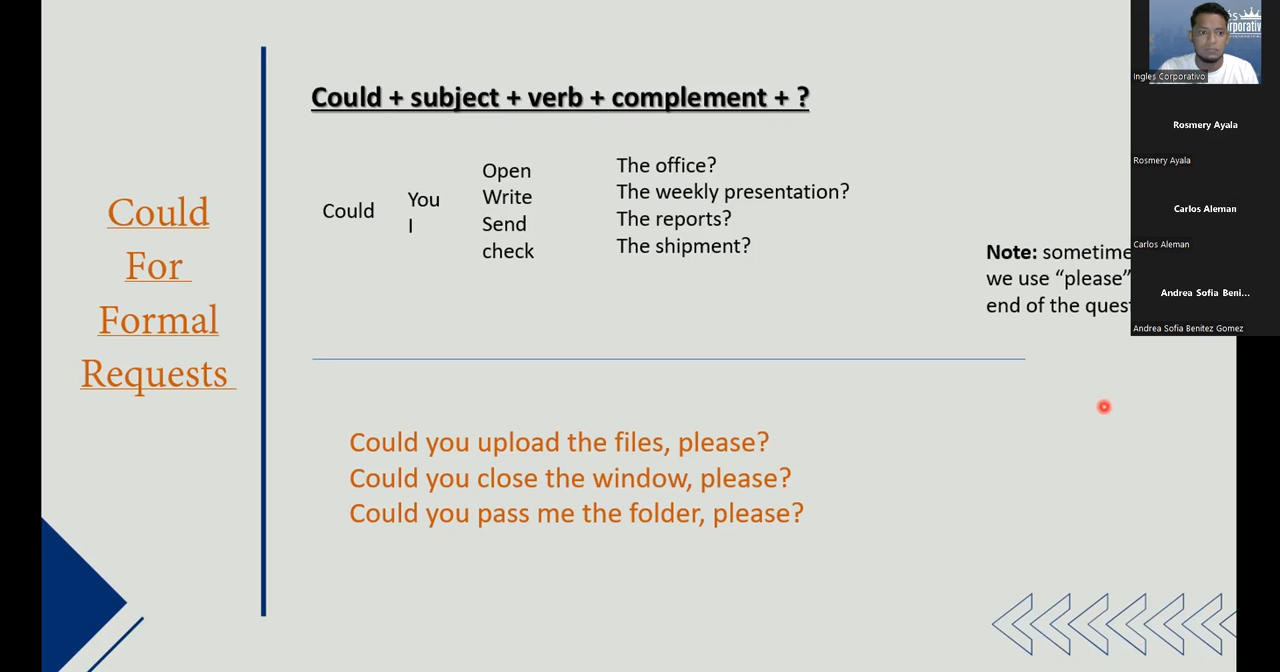 Could
For
Formal
Requests
Could + subject + verb + complement + ?
Could
You
I
Open
Write
Send
check
The office?
The weekly presentation?
The reports?
The shipment?
Note:
we use “please”
end of the
Could you upload the files, please?
Could you close the window, please?
Could you pass me the folder, please?
Ingles Corporativo
Rosmery Ayala
Rosmery Ayala
Carlos Aleman
Carlos Aleman
Andrea Sofia Beni...
Andrea Sofia Benitez Gomez